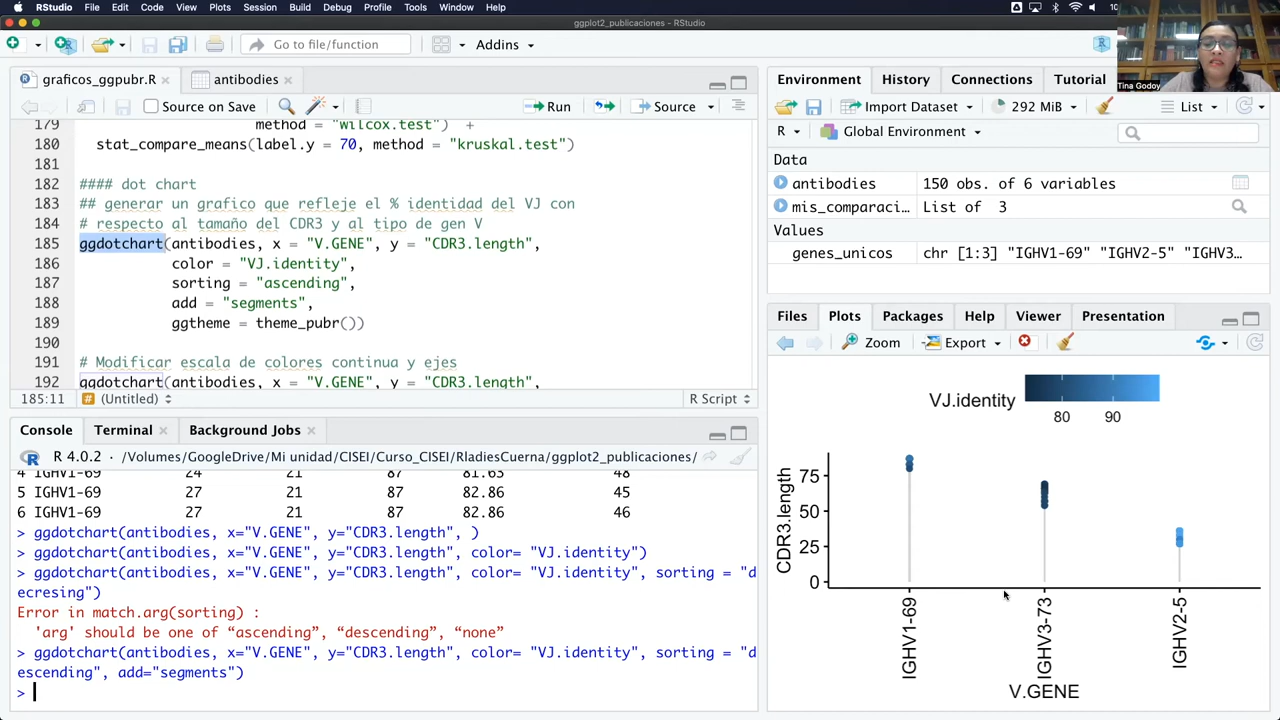 RStudio File Edit Code View Plots Session Build Debug Profile Tools Window Help
ggplot2_publicaciones - RStudio
Go to file/function
Addins
Tina Godoy
graficos_ggpubr.R
antibodies
Source on Save
Run
Source
179 method = "wilcox.test") +
180 stat_compare_means(label.y = 70, method = "kruskal.test")
181
182 #### dot chart
183 ## generar un grafico que refleje el % identidad del VJ con
184 # respecto al tamaño del CDR3 y al tipo de gen V
185 ggdotchart(antibodies, x = "V.GENE", y = "CDR3.length",
186 color = "VJ.identity",
187 sorting = "ascending",
188 add = "segments",
189 ggtheme = theme_pubr())
190
191 # Modificar escala de colores continua y ejes
192 ggdotchart(antibodies, x = "V.GENE", y = "CDR3.length",
185:11 # (Untitled) R Script
Console Terminal Background Jobs
R 4.0.2 · /Volumes/GoogleDrive/Mi unidad/CISEI/Curso_CISEI/RladiesCuerna/ggplot2_publicaciones/
4 IGHV1-69 24 21 87 81.63 48
5 IGHV1-69 27 21 87 82.86 45
6 IGHV1-69 27 21 87 82.86 46
> ggdotchart(antibodies, x="V.GENE", y="CDR3.length", )
> ggdotchart(antibodies, x="V.GENE", y="CDR3.length", color= "VJ.identity")
> ggdotchart(antibodies, x="V.GENE", y="CDR3.length", color= "VJ.identity", sorting = "d
ecresing")
Error in match.arg(sorting) :
'arg' should be one of “ascending”, “descending”, “none”
> ggdotchart(antibodies, x="V.GENE", y="CDR3.length", color= "VJ.identity", sorting = "d
escending", add="segments")
>
Environment History Connections Tutorial
Import Dataset 292 MiB List
R Global Environment
Data
antibodies 150 obs. of 6 variables
mis_comparaci… List of 3
Values
genes_unicos chr [1:3] "IGHV1-69" "IGHV2-5" "IGHV3…
Files Plots Packages Help Viewer Presentation
Zoom Export
VJ.identity
80 90
CDR3.length
75
50
25
0
IGHV1-69
IGHV3-73
IGHV2-5
V.GENE